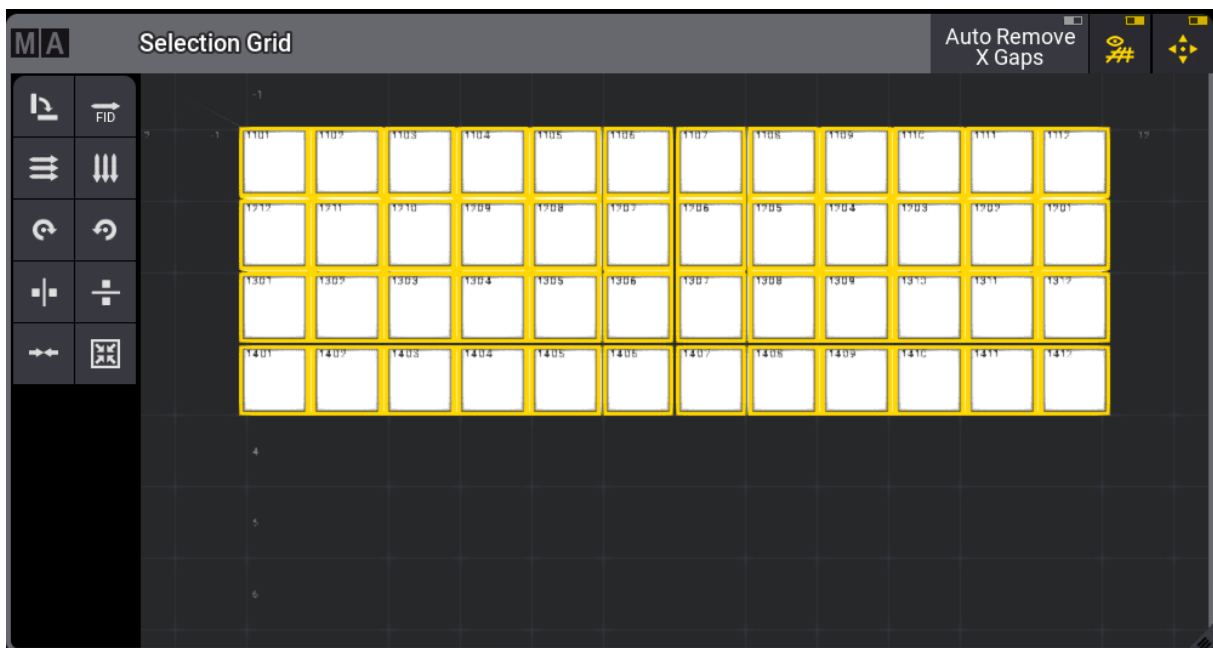 MA Selection Grid Auto Remove
X Gaps
FID
-1
-1 1101 1102 1103 1104 1105 1106 1107 1108 1109 1110 1111 1112 12
1212 1211 1210 1209 1208 1207 1206 1205 1204 1203 1202 1201
1301 1302 1303 1304 1305 1306 1307 1308 1309 1310 1311 1312
1401 1402 1403 1404 1405 1406 1407 1408 1409 1410 1411 1412
4
5
6